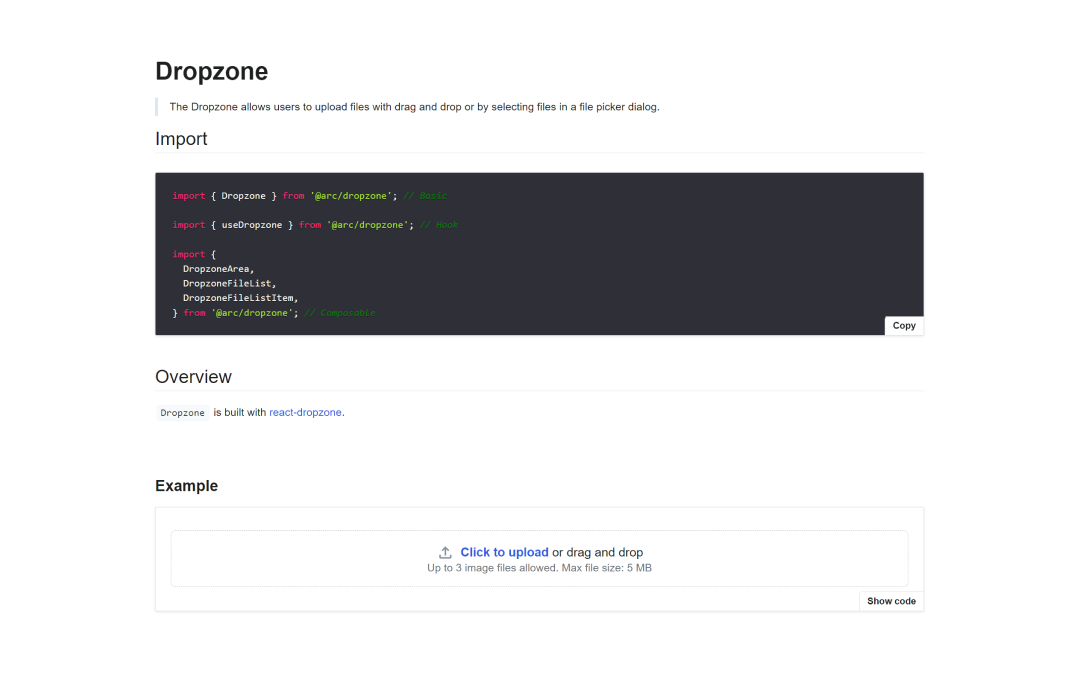 Dropzone
The Dropzone allows users to upload files with drag and drop or by selecting files in a file picker dialog.
Import
import { Dropzone } from '@arc/dropzone'; // Basic
import { useDropzone } from '@arc/dropzone'; // Hook
import {
  DropzoneArea,
  DropzoneFileList,
  DropzoneFileListItem,
} from '@arc/dropzone'; // Composable
Copy
Overview
Dropzone is built with react-dropzone.
Example
Click to upload or drag and drop
Up to 3 image files allowed. Max file size: 5 MB
Show code